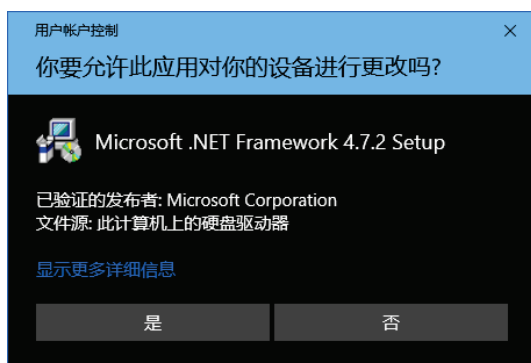 用户帐户控制
你要允许此应用对你的设备进行更改吗?
Microsoft .NET Framework 4.7.2 Setup
已验证的发布者: Microsoft Corporation
文件源: 此计算机上的硬盘驱动器
显示更多详细信息
是
否